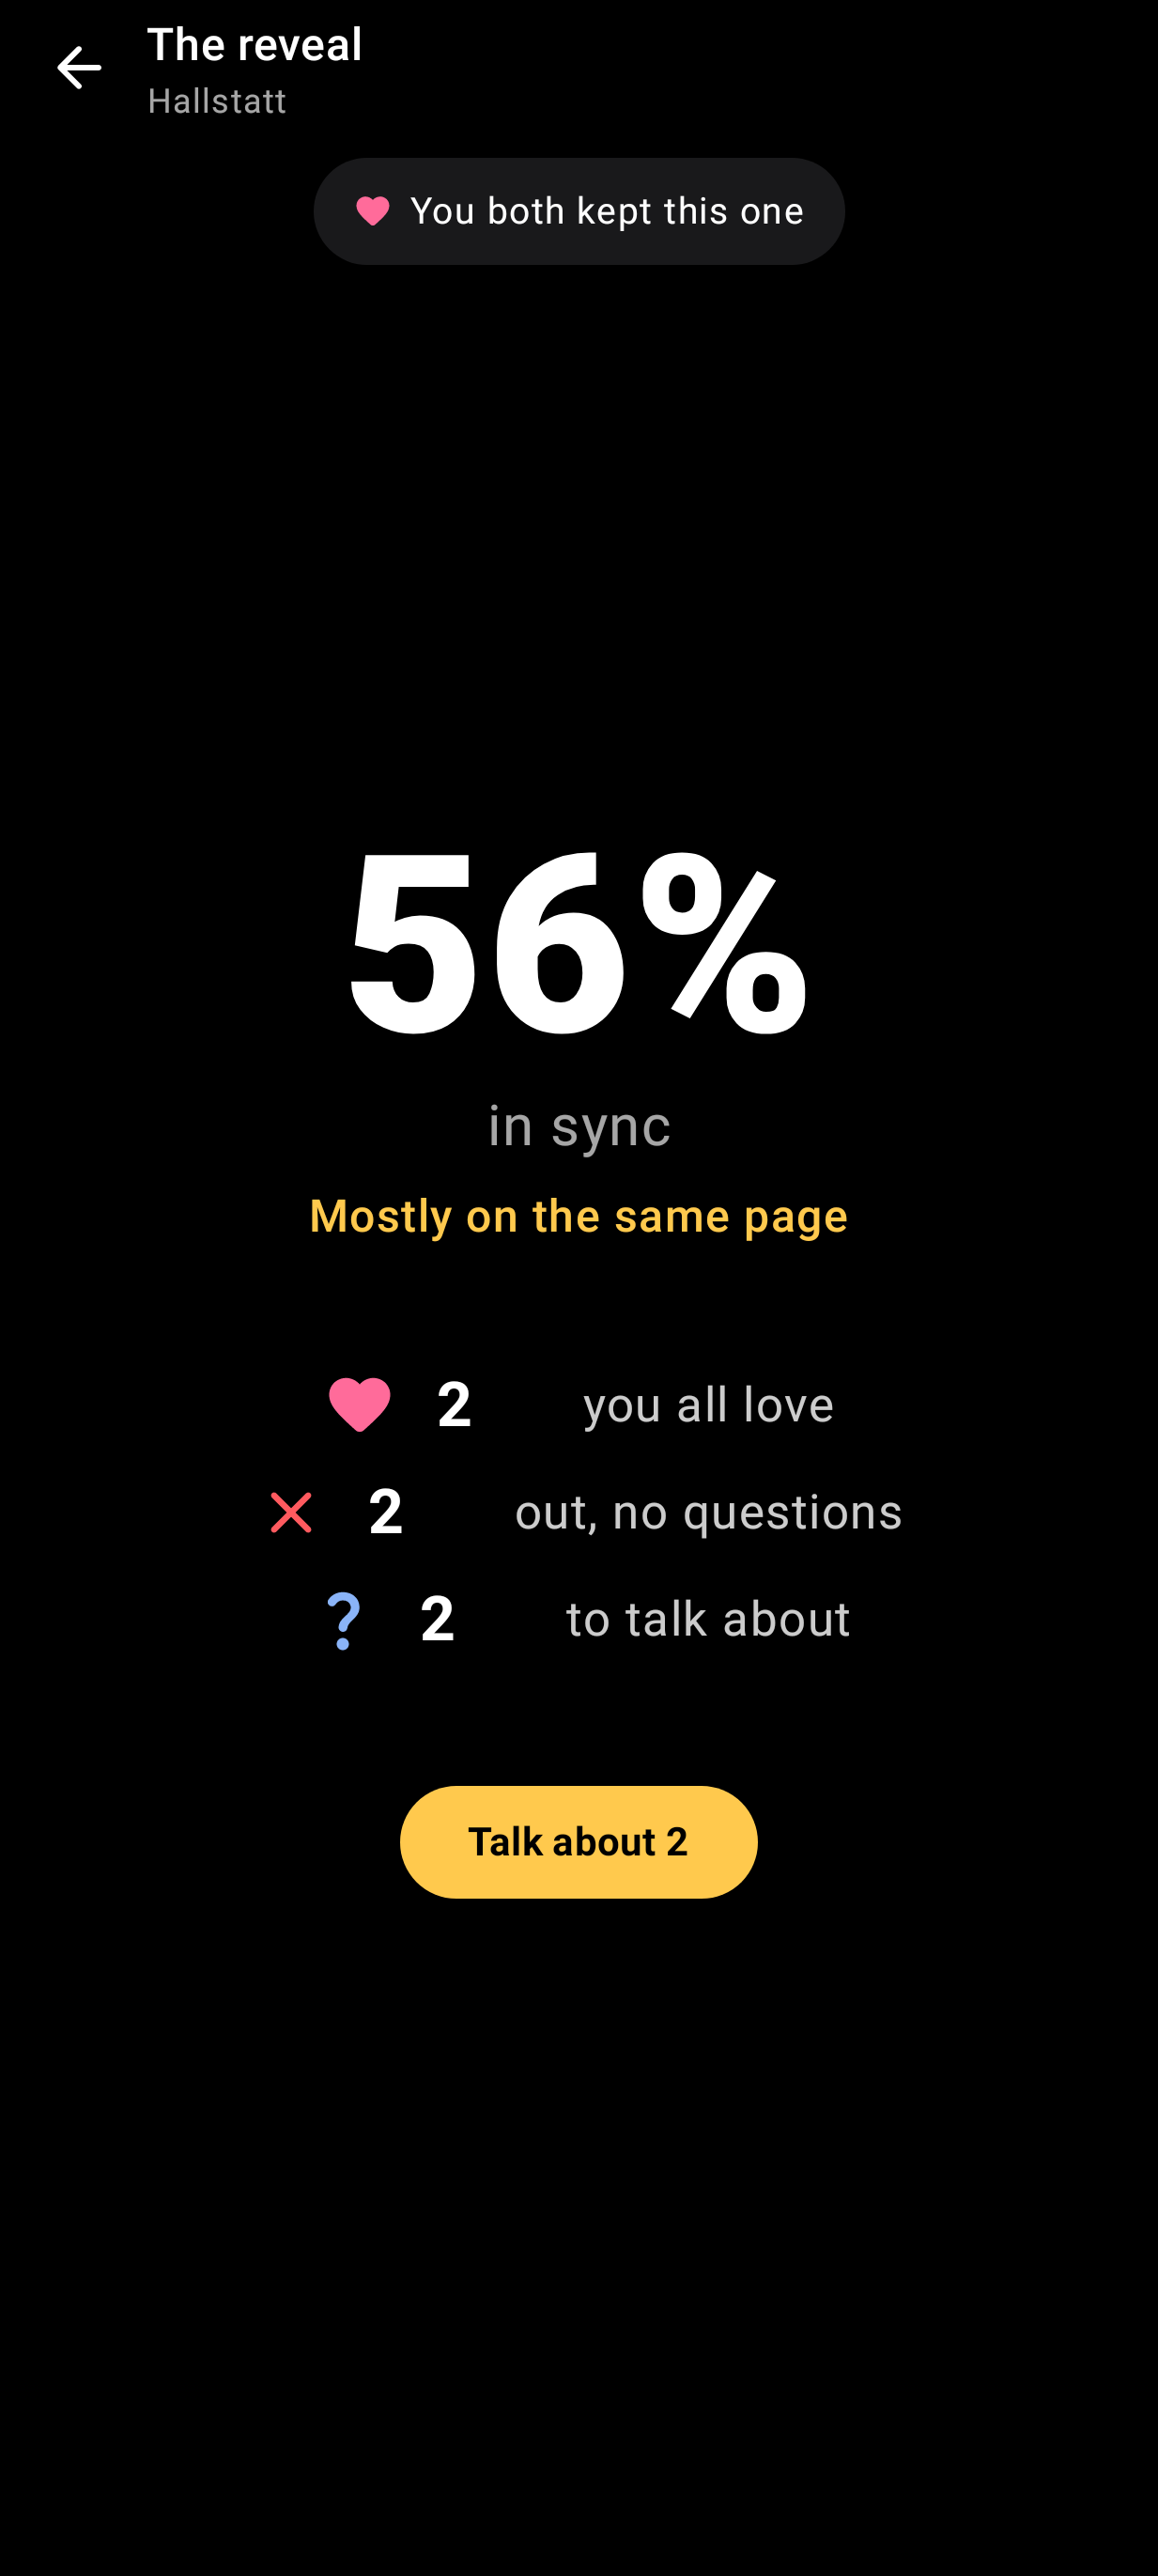 The reveal
Hallstatt
You both kept this one
56%
in sync
Mostly on the same page
2 you all love
2 out, no questions
? 2 to talk about
Talk about 2